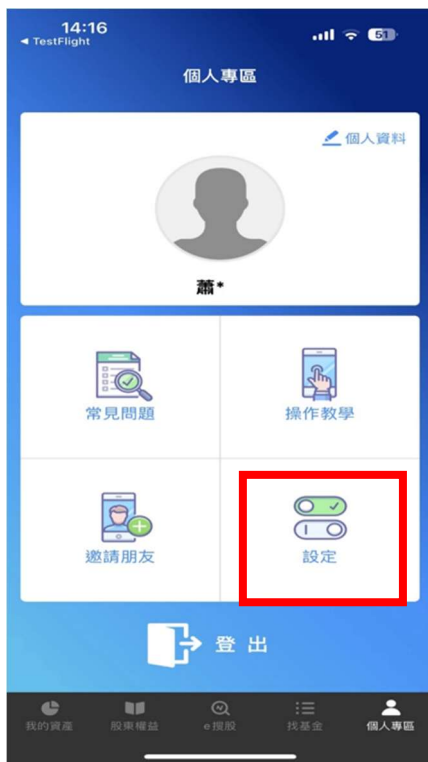 14:16
◀ TestFlight
51
個人專區
個人資料
蕭*
常見問題
操作教學
邀請朋友
設定
登出
我的資產
股東權益
e搜股
找基金
個人專區